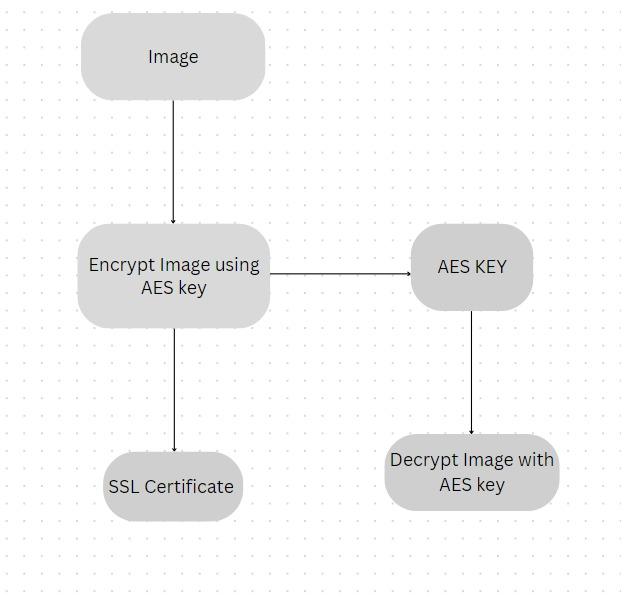 Image
Encrypt Image using
AES key
AES KEY
SSL Certificate
Decrypt Image with
AES key